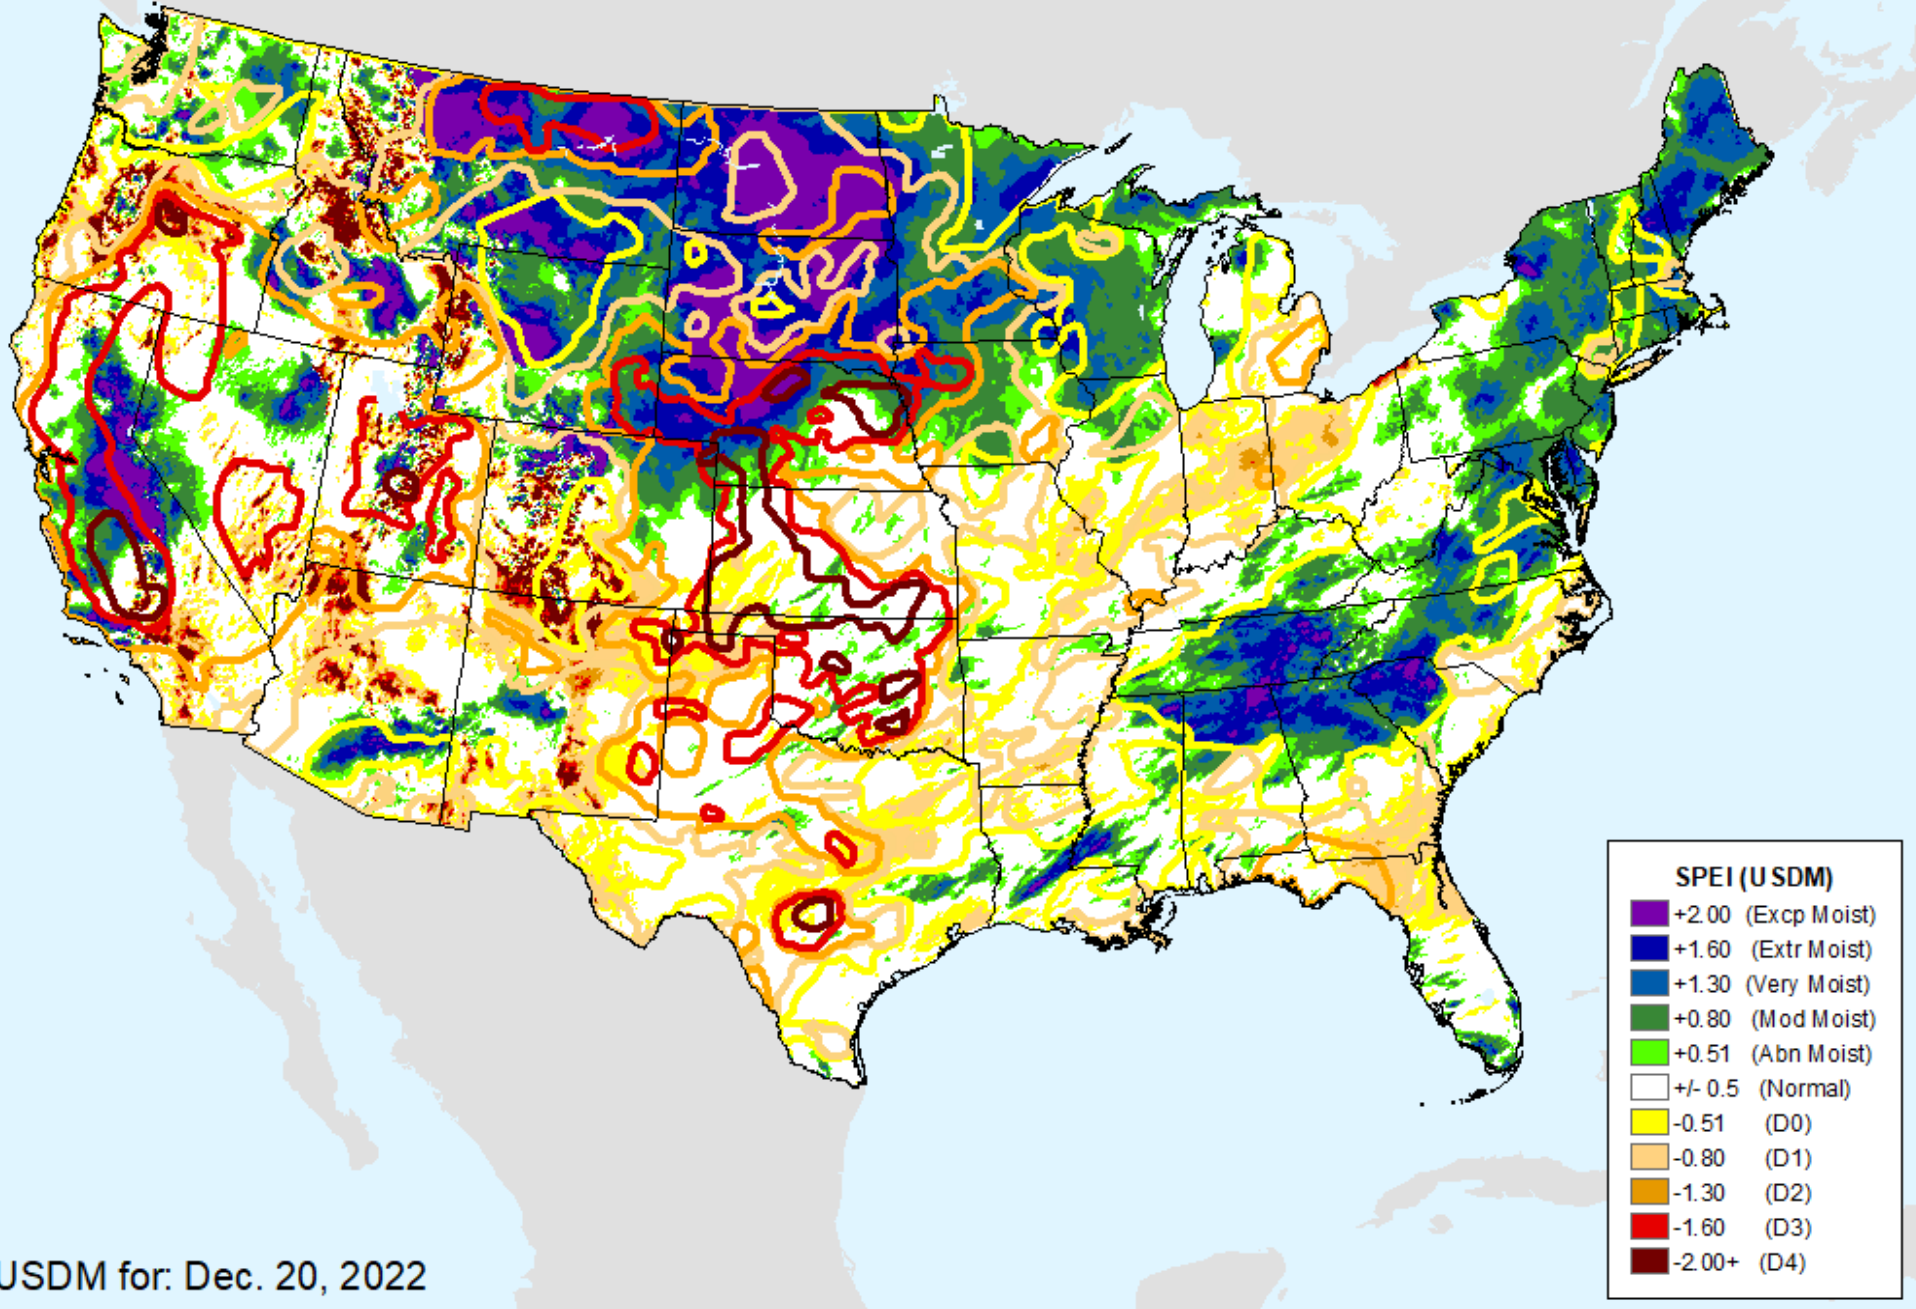 SPEI (USDM)
+2.00 (Excp Moist)
+1.60 (Extr Moist)
+1.30 (Very Moist)
+0.80 (Mod Moist)
+0.51 (Abn Moist)
+/- 0.5 (Normal)
-0.51 (D0)
-0.80 (D1)
-1.30 (D2)
-1.60 (D3)
-2.00+ (D4)
USDM for: Dec. 20, 2022